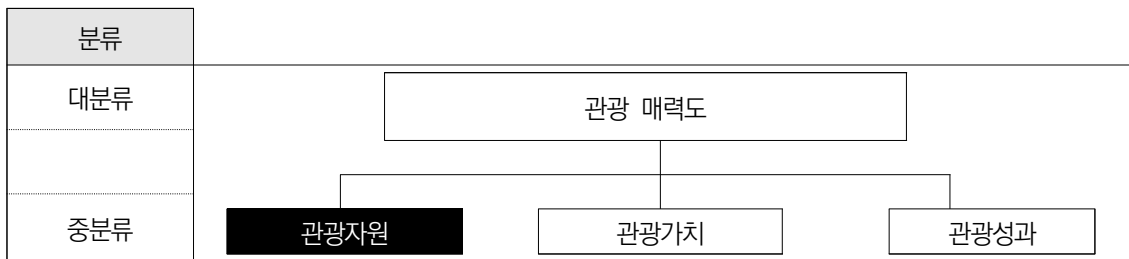 분류
대분류
관광 매력도
중분류
관광자원
관광가치
관광성과